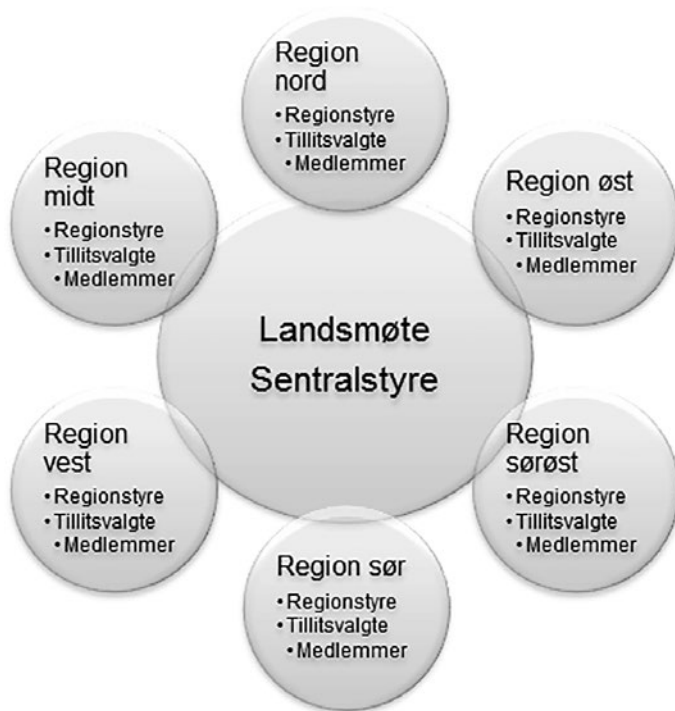 Region
nord
• Regionstyre
• Tillitsvalgte
• Medlemmer
Region øst
• Regionstyre
• Tillitsvalgte
• Medlemmer
Region
sørøst
• Regionstyre
• Tillitsvalgte
• Medlemmer
Region sør
• Regionstyre
• Tillitsvalgte
• Medlemmer
Region
vest
• Regionstyre
• Tillitsvalgte
• Medlemmer
Region
midt
• Regionstyre
• Tillitsvalgte
• Medlemmer
Landsmøte
Sentralstyre